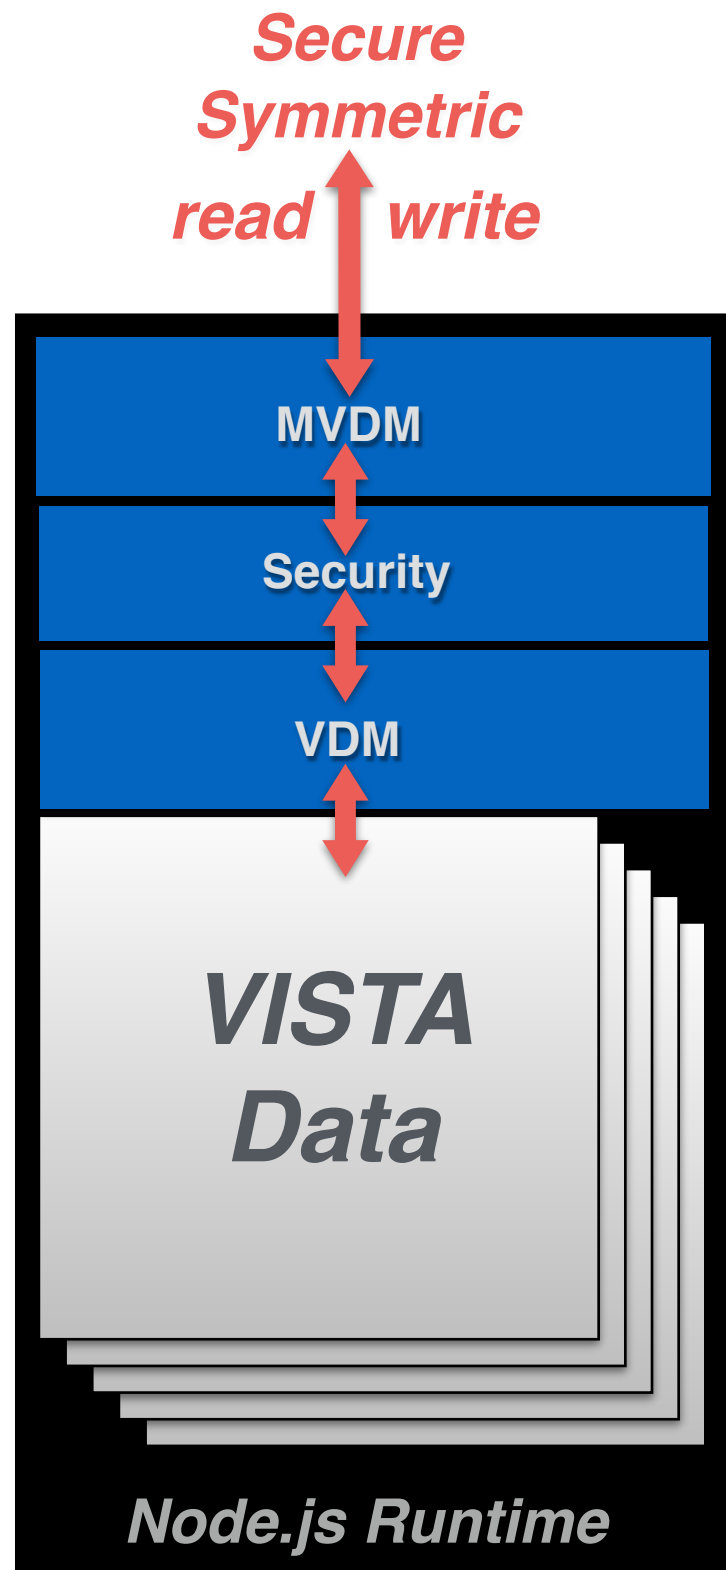 Secure
Symmetric
read write
MVDM
Security
VDM
VISTA
Data
Node.js Runtime